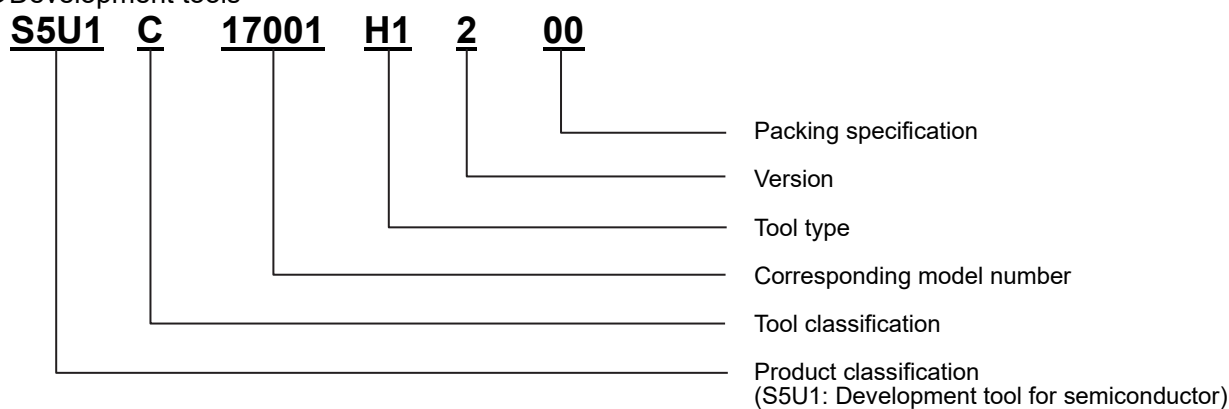 Development tools
S5U1 C 17001 H1 2 00
Packing specification
Version
Tool type
Corresponding model number
Tool classification
Product classification
(S5U1: Development tool for semiconductor)